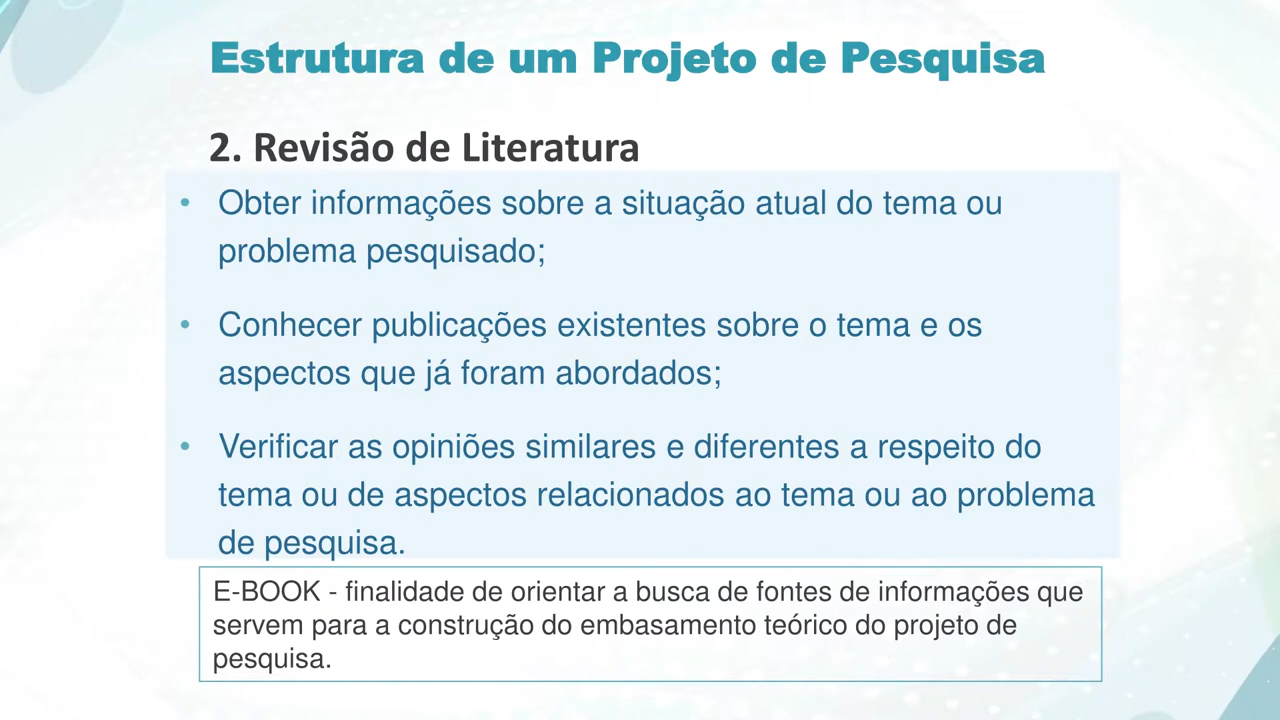 Estrutura de um Projeto de Pesquisa
2. Revisão de Literatura
• Obter informações sobre a situação atual do tema ou
problema pesquisado;
• Conhecer publicações existentes sobre o tema e os
aspectos que já foram abordados;
• Verificar as opiniões similares e diferentes a respeito do
tema ou de aspectos relacionados ao tema ou ao problema
de pesquisa.
E-BOOK - finalidade de orientar a busca de fontes de informações que
servem para a construção do embasamento teórico do projeto de
pesquisa.